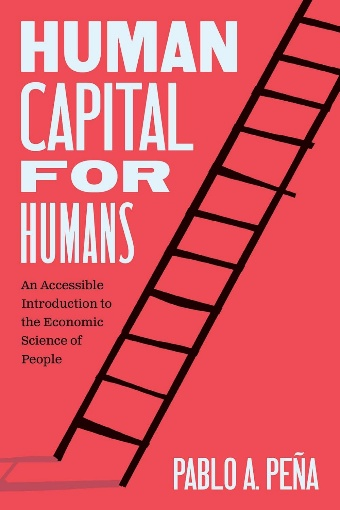 HUMAN
CAPITAL
FOR
HUMANS
An Accessible
Introduction to
the Economic
Science of
People
PABLO A. PEÑA